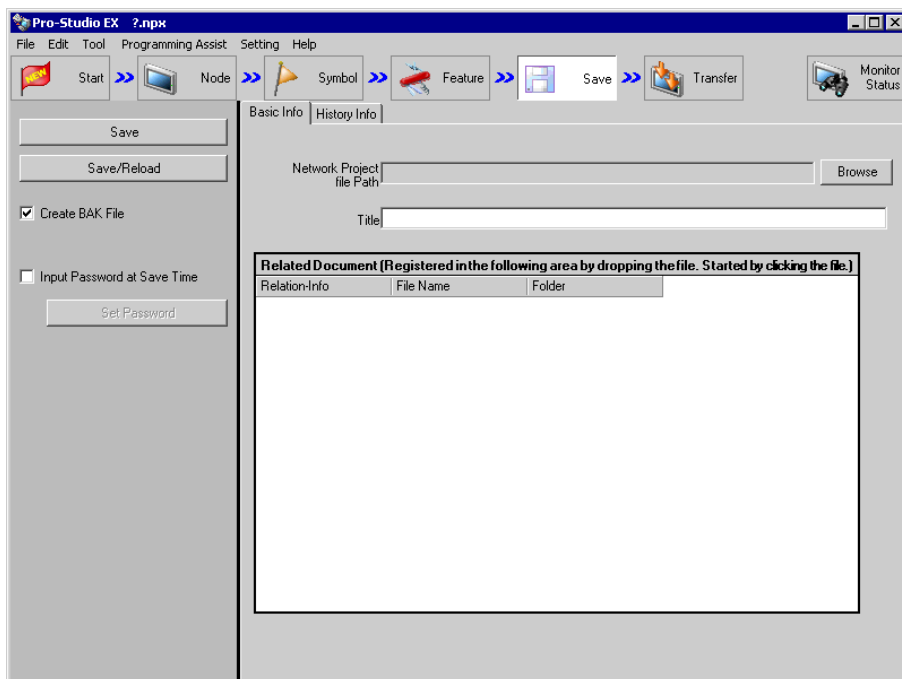 Pro-Studio EX ?.npx
File Edit Tool Programming Assist Setting Help
NEW Start Node Symbol Feature Save Transfer Monitor Status
Basic Info History Info
Save
Save/Reload
Network Project file Path Browse
Create BAK File
Title
Related Document (Registered in the following area by dropping the file. Started by clicking the file.)
Input Password at Save Time
Relation-Info File Name Folder
Set Password